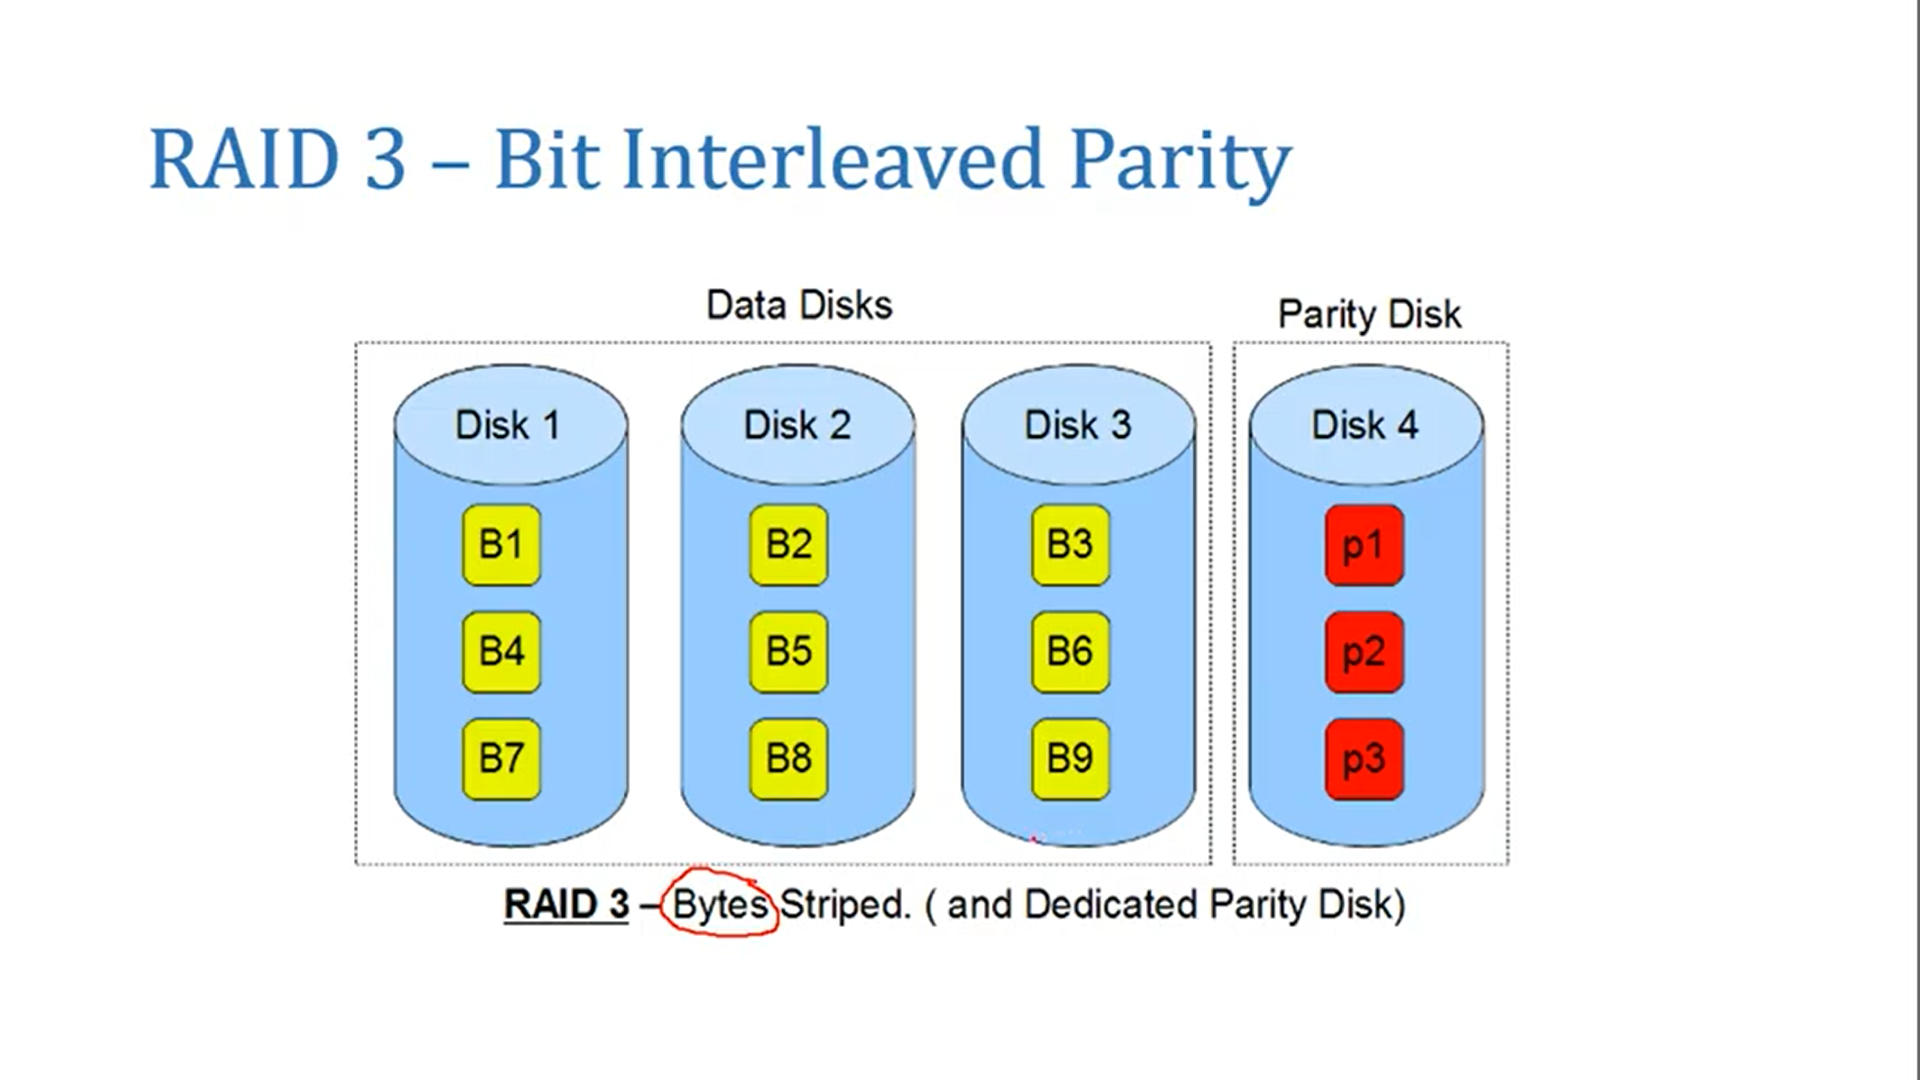 RAID 3 – Bit Interleaved Parity
Data Disks
Parity Disk
Disk 1 Disk 2 Disk 3 Disk 4
B1 B2 B3 p1
B4 B5 B6 p2
B7 B8 B9 p3
RAID 3 – Bytes Striped. ( and Dedicated Parity Disk)